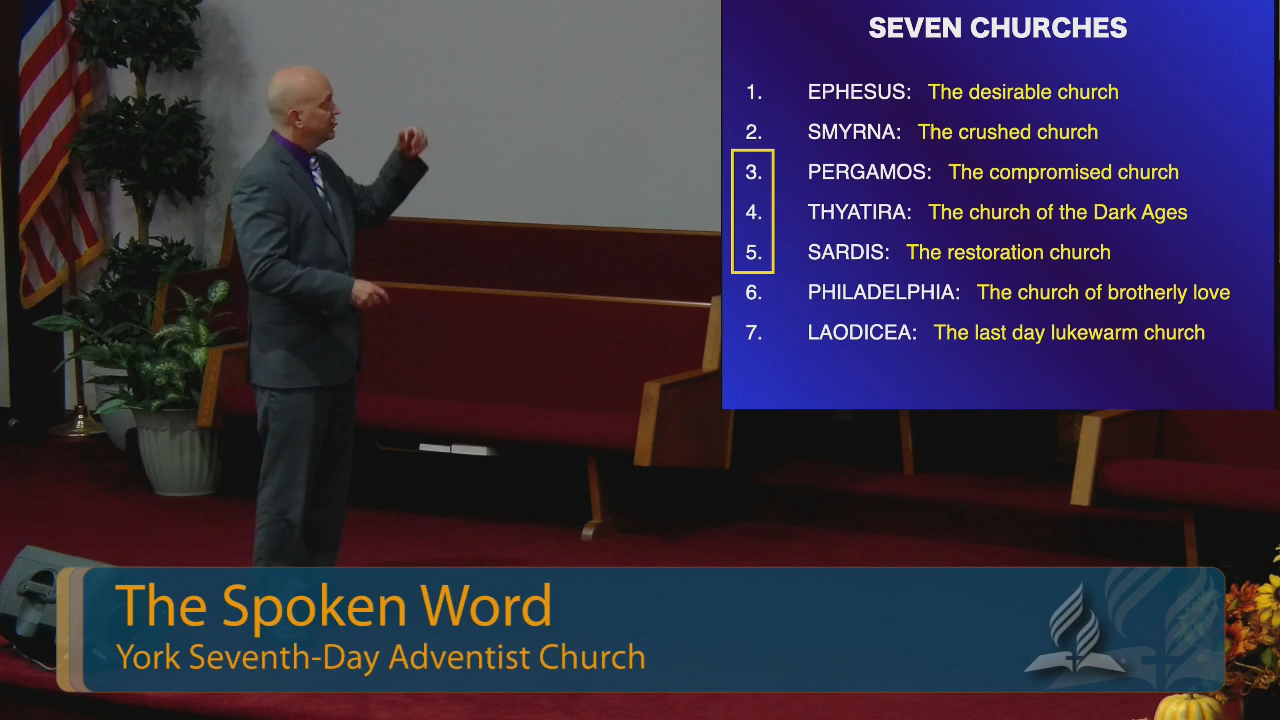 SEVEN CHURCHES
1. EPHESUS: The desirable church
2. SMYRNA: The crushed church
3. PERGAMOS: The compromised church
4. THYATIRA: The church of the Dark Ages
5. SARDIS: The restoration church
6. PHILADELPHIA: The church of brotherly love
7. LAODICEA: The last day lukewarm church
The Spoken Word
York Seventh-Day Adventist Church